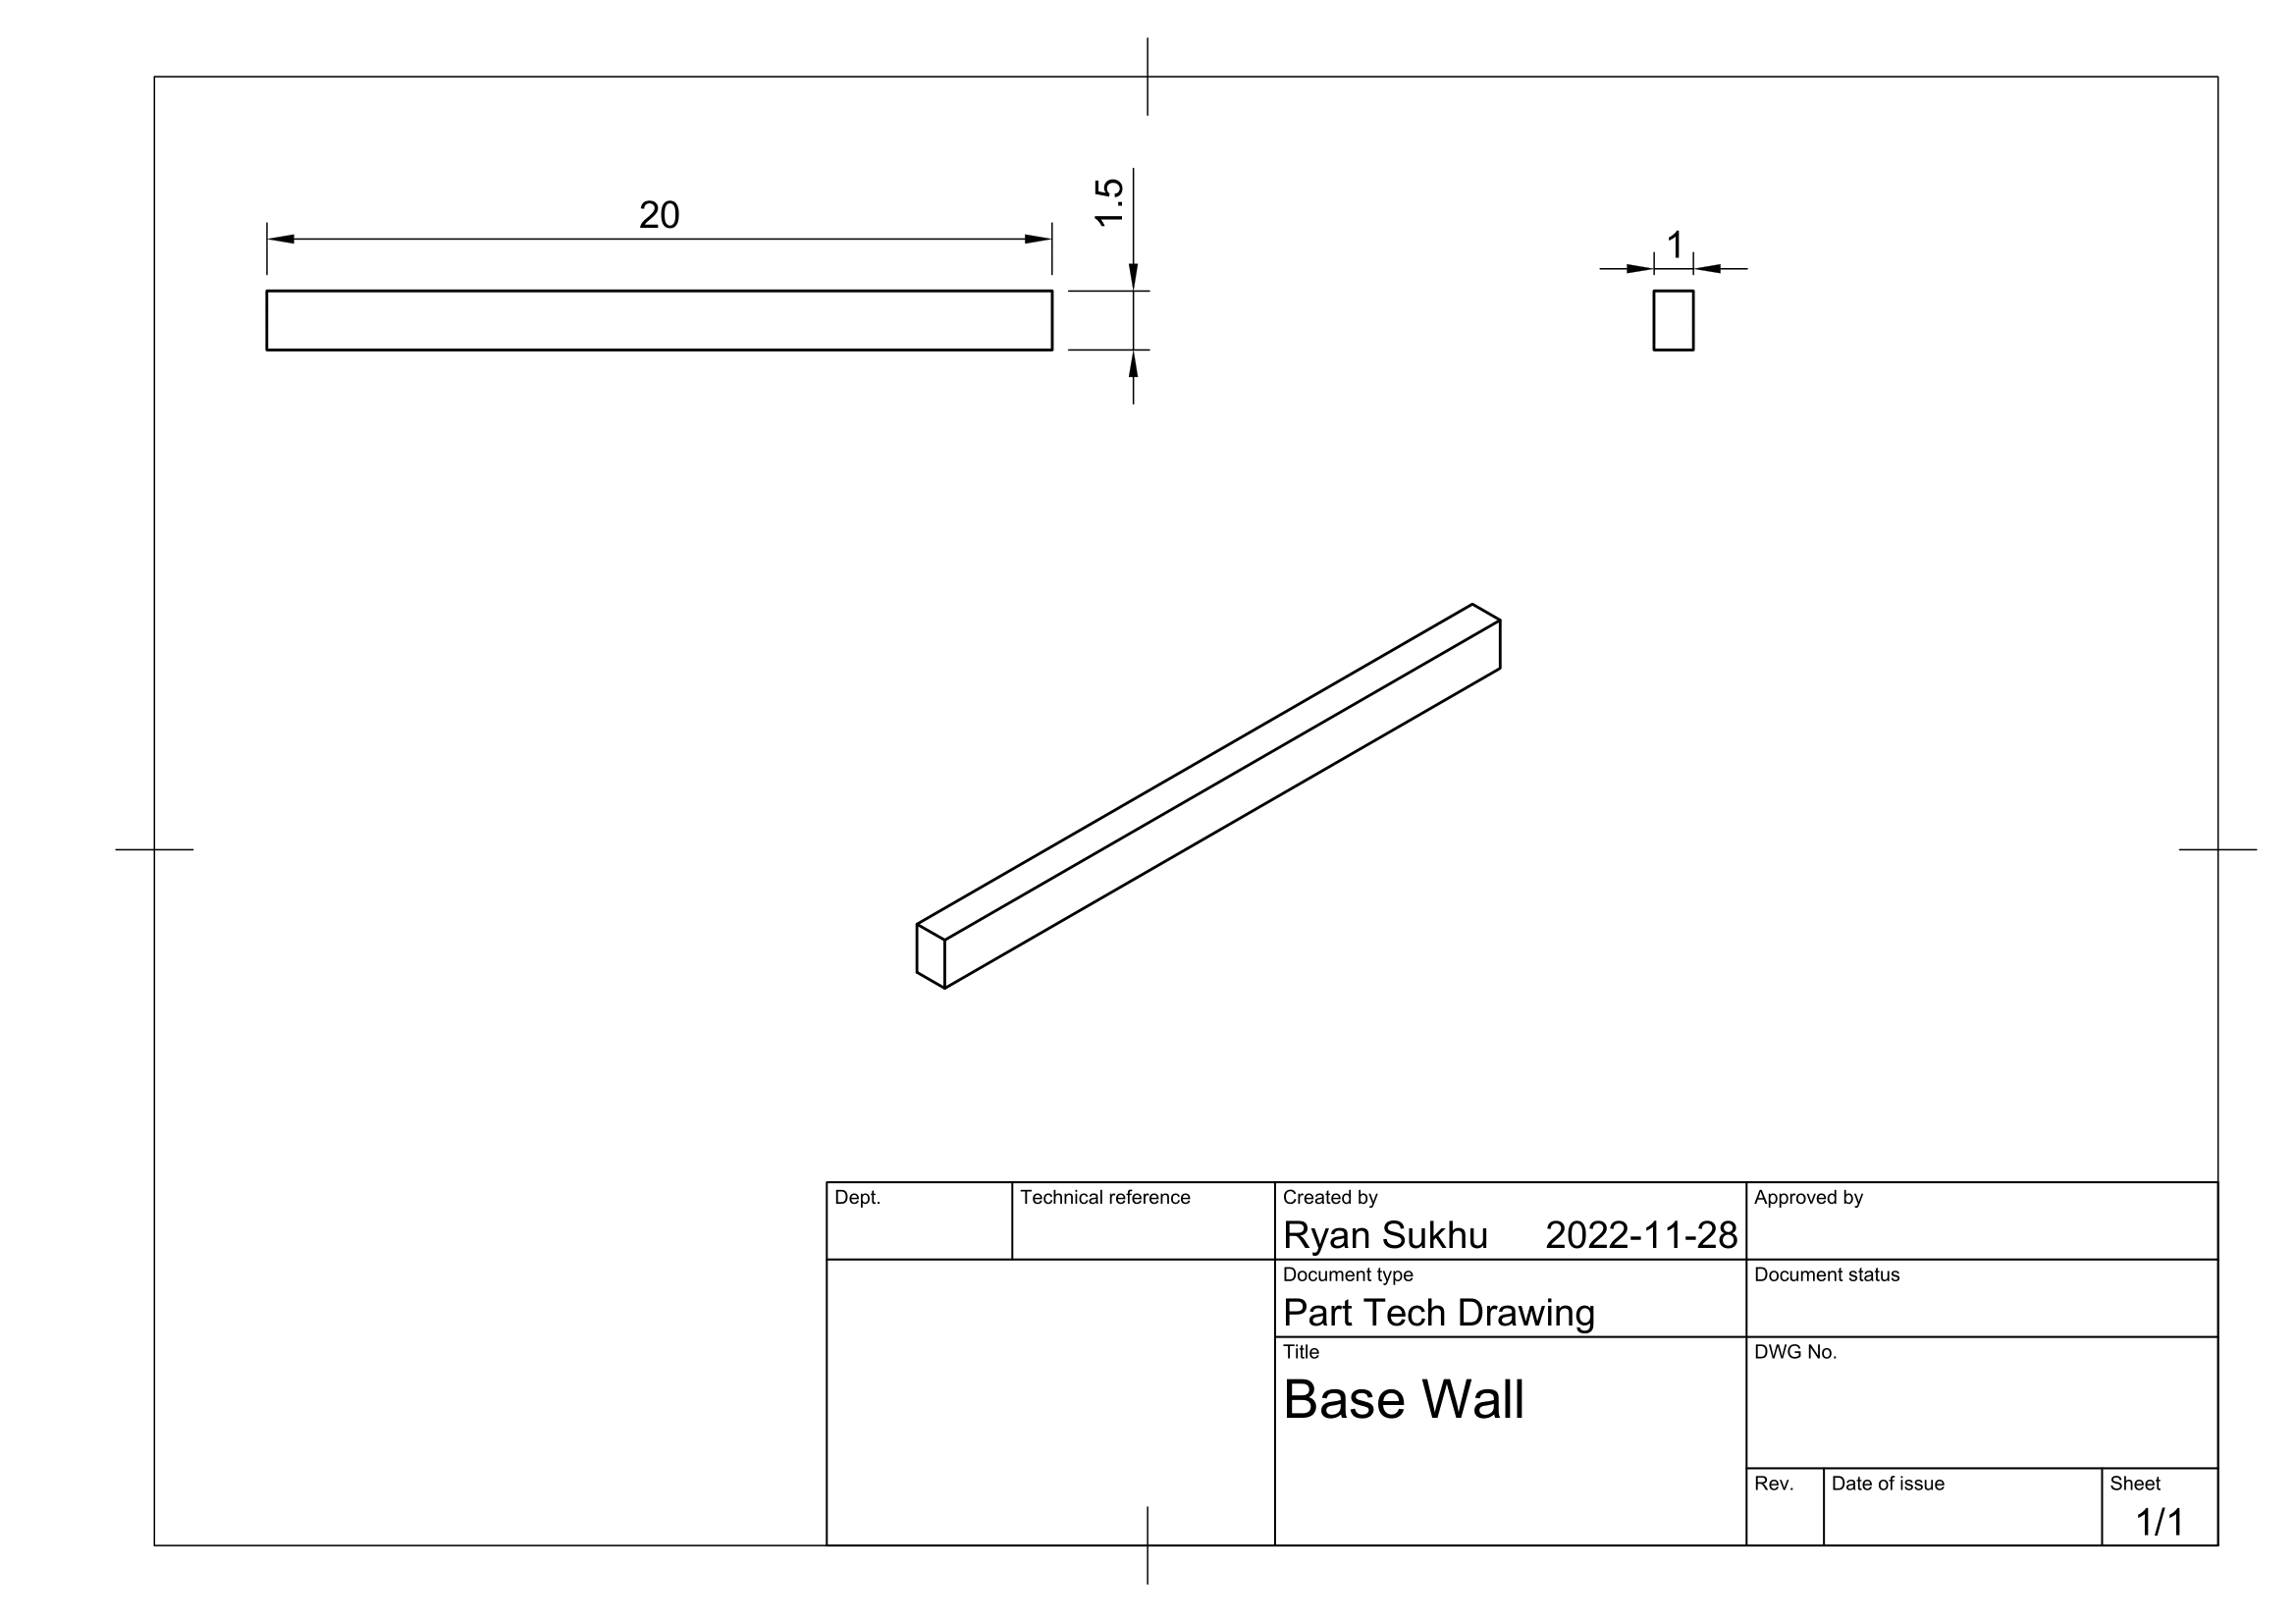 20
1.5
1
Dept.
Technical reference
Created by
Ryan Sukhu 2022-11-28
Approved by
Document type
Part Tech Drawing
Document status
Title
Base Wall
DWG No.
Rev.
Date of issue
Sheet
1/1